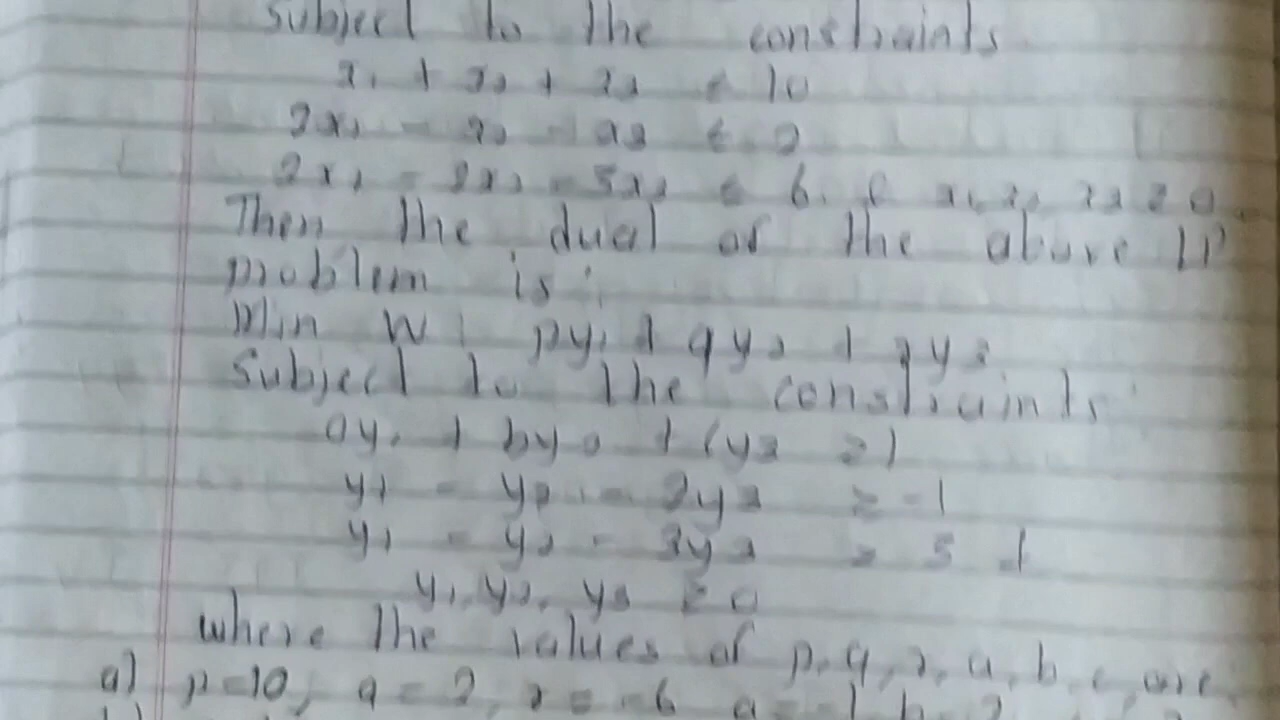 Subject to the constraints
x₁ + x₂ + x₃ ≤ 10
2x₁ - x₂ - x₃ ≤ 2
2x₁ - 2x₂ - 3x₃ ≤ 6. & x₁, x₂, x₃ ≥ 0.
Then the dual of the above LP
problem is:
Min W = py₁ + qy₂ + ry₃
Subject to the constraints
ay₁ + by₂ + cy₃ ≥ 1
y₁ - y₂ - 2y₃ ≥ -1
y₁ - y₂ - 3y₃ ≥ 5 &
y₁, y₂, y₃ ≥ 0
where the values of p, q, r, a, b, c, are,
a) p=10, q=2, r=-6 a=-1 b=2